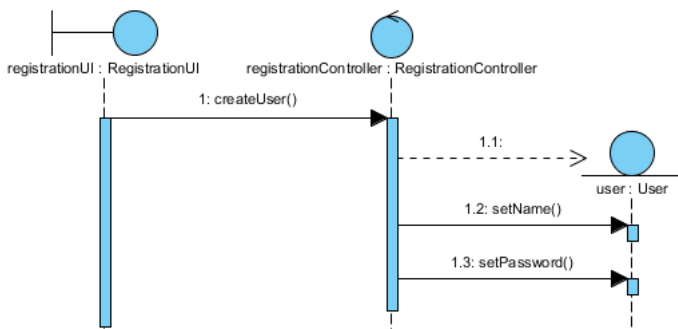 registrationUI : RegistrationUI
registrationController : RegistrationController
1: createUser()
1.1:
user : User
1.2: setName()
1.3: setPassword()